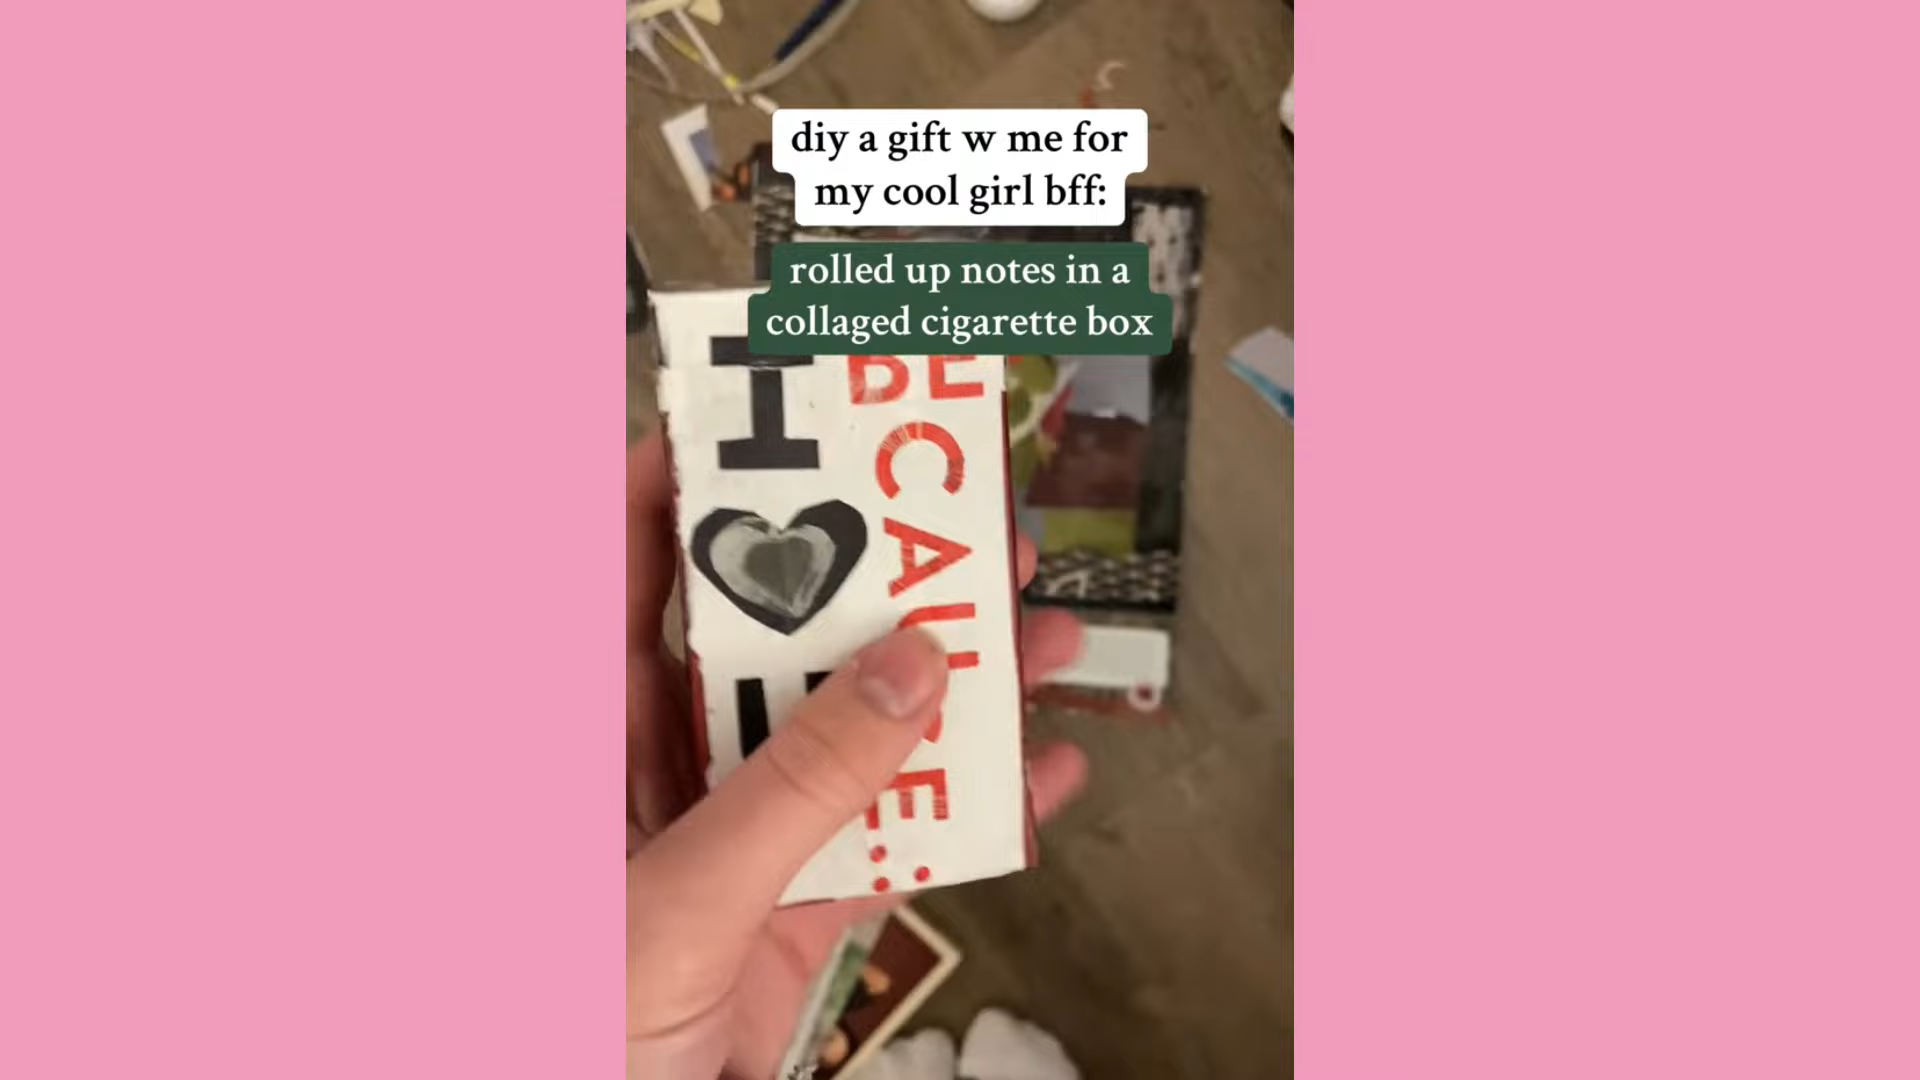 diy a gift w me for
my cool girl bff:
rolled up notes in a
collaged cigarette box
I